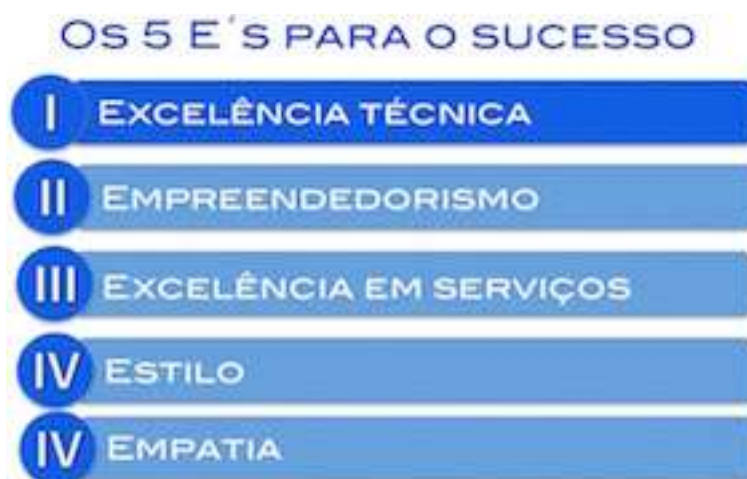 Os 5 E´s para o sucesso
I Excelência técnica
II Empreendedorismo
III Excelência em serviços
IV Estilo
IV Empatia